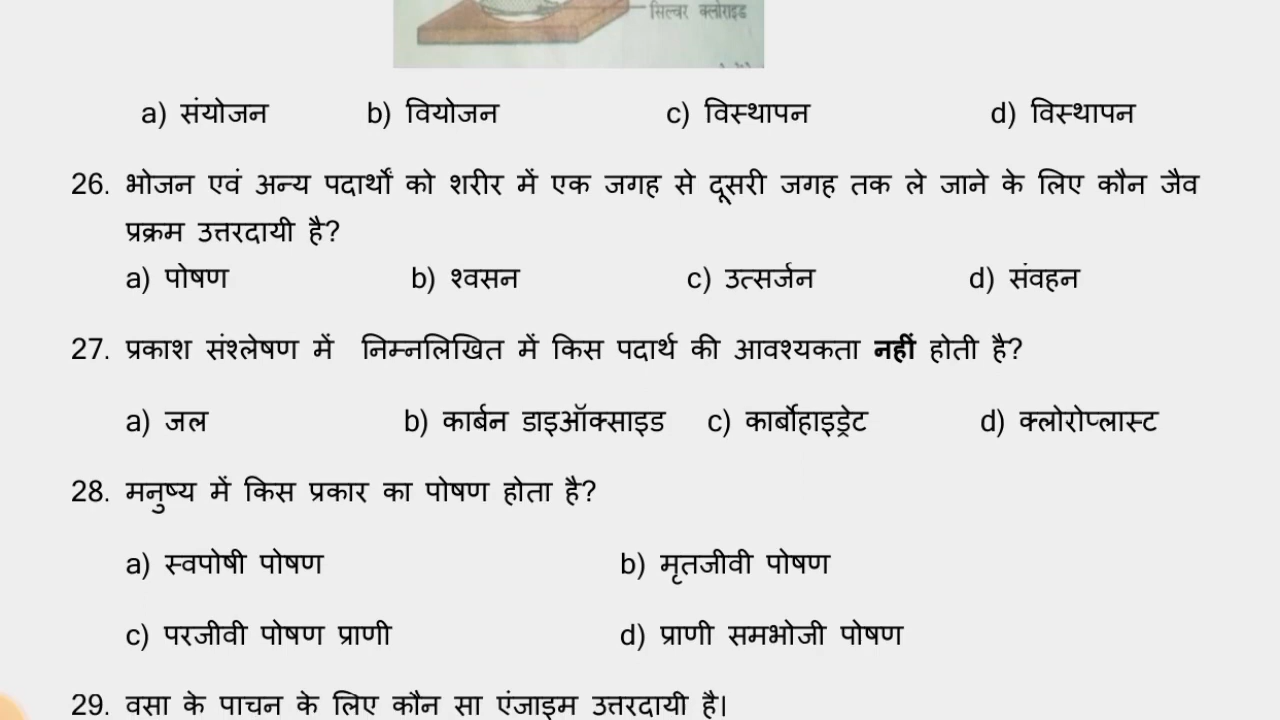 सिल्वर क्लोराइड
a) संयोजन b) वियोजन c) विस्थापन d) विस्थापन
26. भोजन एवं अन्य पदार्थों को शरीर में एक जगह से दूसरी जगह तक ले जाने के लिए कौन जैव
प्रक्रम उत्तरदायी है?
a) पोषण b) श्वसन c) उत्सर्जन d) संवहन
27. प्रकाश संश्लेषण में निम्नलिखित में किस पदार्थ की आवश्यकता नहीं होती है?
a) जल b) कार्बन डाइऑक्साइड c) कार्बोहाइड्रेट d) क्लोरोप्लास्ट
28. मनुष्य में किस प्रकार का पोषण होता है?
a) स्वपोषी पोषण b) मृतजीवी पोषण
c) परजीवी पोषण प्राणी d) प्राणी समभोजी पोषण
29. वसा के पाचन के लिए कौन सा एंजाइम उत्तरदायी है।